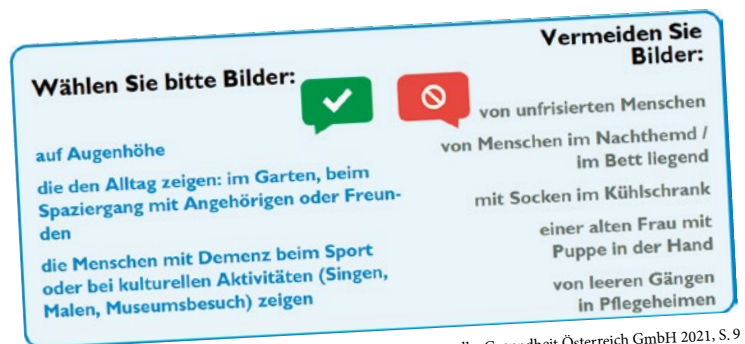 Wählen Sie bitte Bilder:
auf Augenhöhe
die den Alltag zeigen: im Garten, beim
Spaziergang mit Angehörigen oder Freun-
den
die Menschen mit Demenz beim Sport
oder bei kulturellen Aktivitäten (Singen,
Malen, Museumsbesuch) zeigen
Vermeiden Sie
Bilder:
von unfrisierten Menschen
von Menschen im Nachthemd /
im Bett liegend
mit Socken im Kühlschrank
einer alten Frau mit
Puppe in der Hand
von leeren Gängen
in Pflegeheimen
Gesundheit Österreich GmbH 2021, S. 9